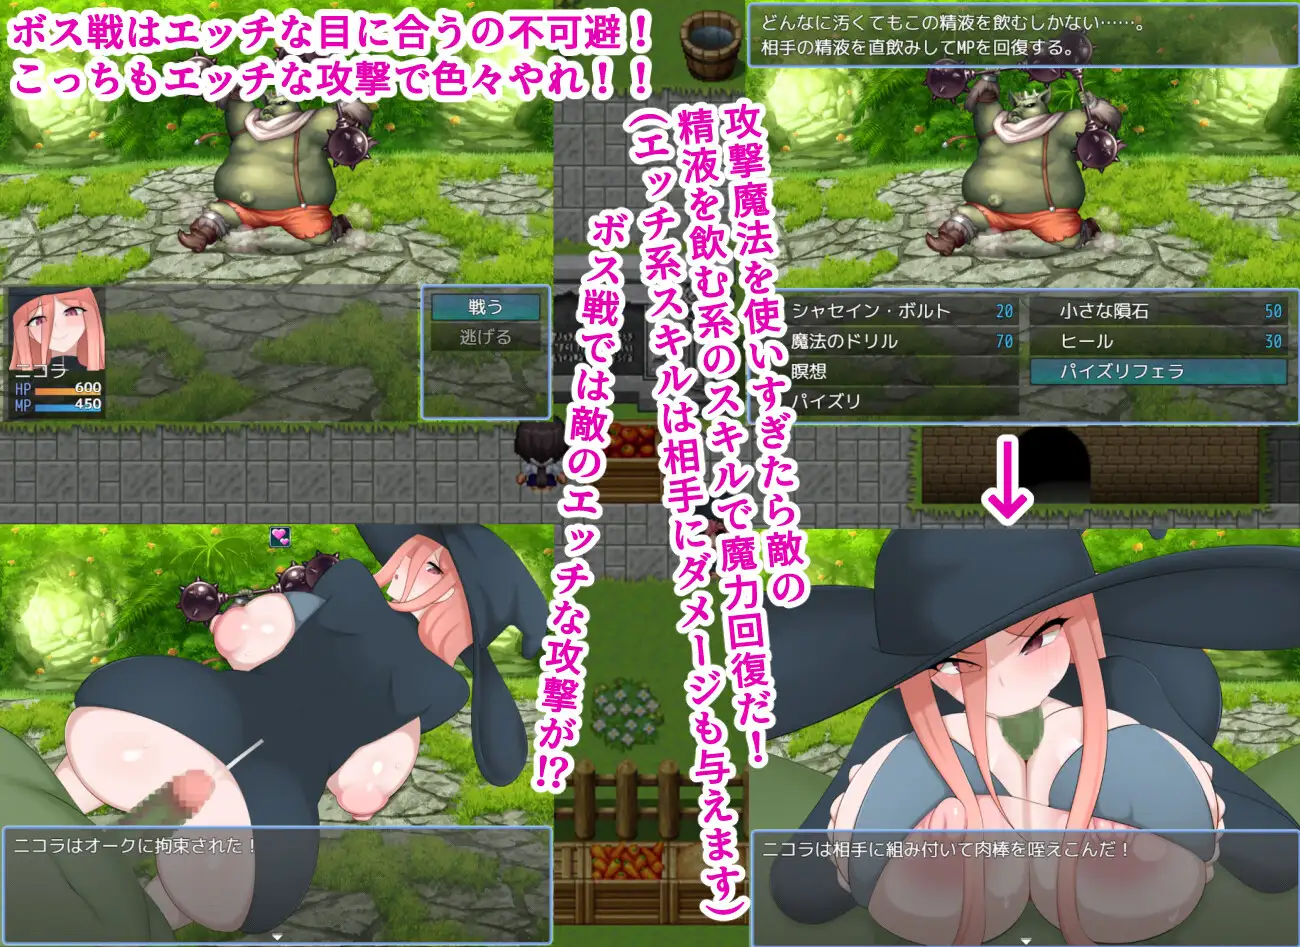 ボス戦はエッチな目に合うの不可避！
こっちもエッチな攻撃で色々やれ！！
どんなに汚くてもこの精液を飲むしかない……。
相手の精液を直飲みしてMPを回復する。
攻撃魔法を使いすぎたら敵の
精液を飲む系のスキルで魔力回復だ！
(エッチ系スキルは相手にダメージも与えます)
ボス戦では敵のエッチな攻撃が!?
戦う
逃げる
ニコラ
HP 600
MP 450
シャセイン・ボルト 20
小さな隕石 50
魔法のドリル 70
ヒール 30
瞑想
パイズリフェラ
パイズリ
ニコラはオークに拘束された！
ニコラは相手に組み付いて肉棒を咥えこんだ！